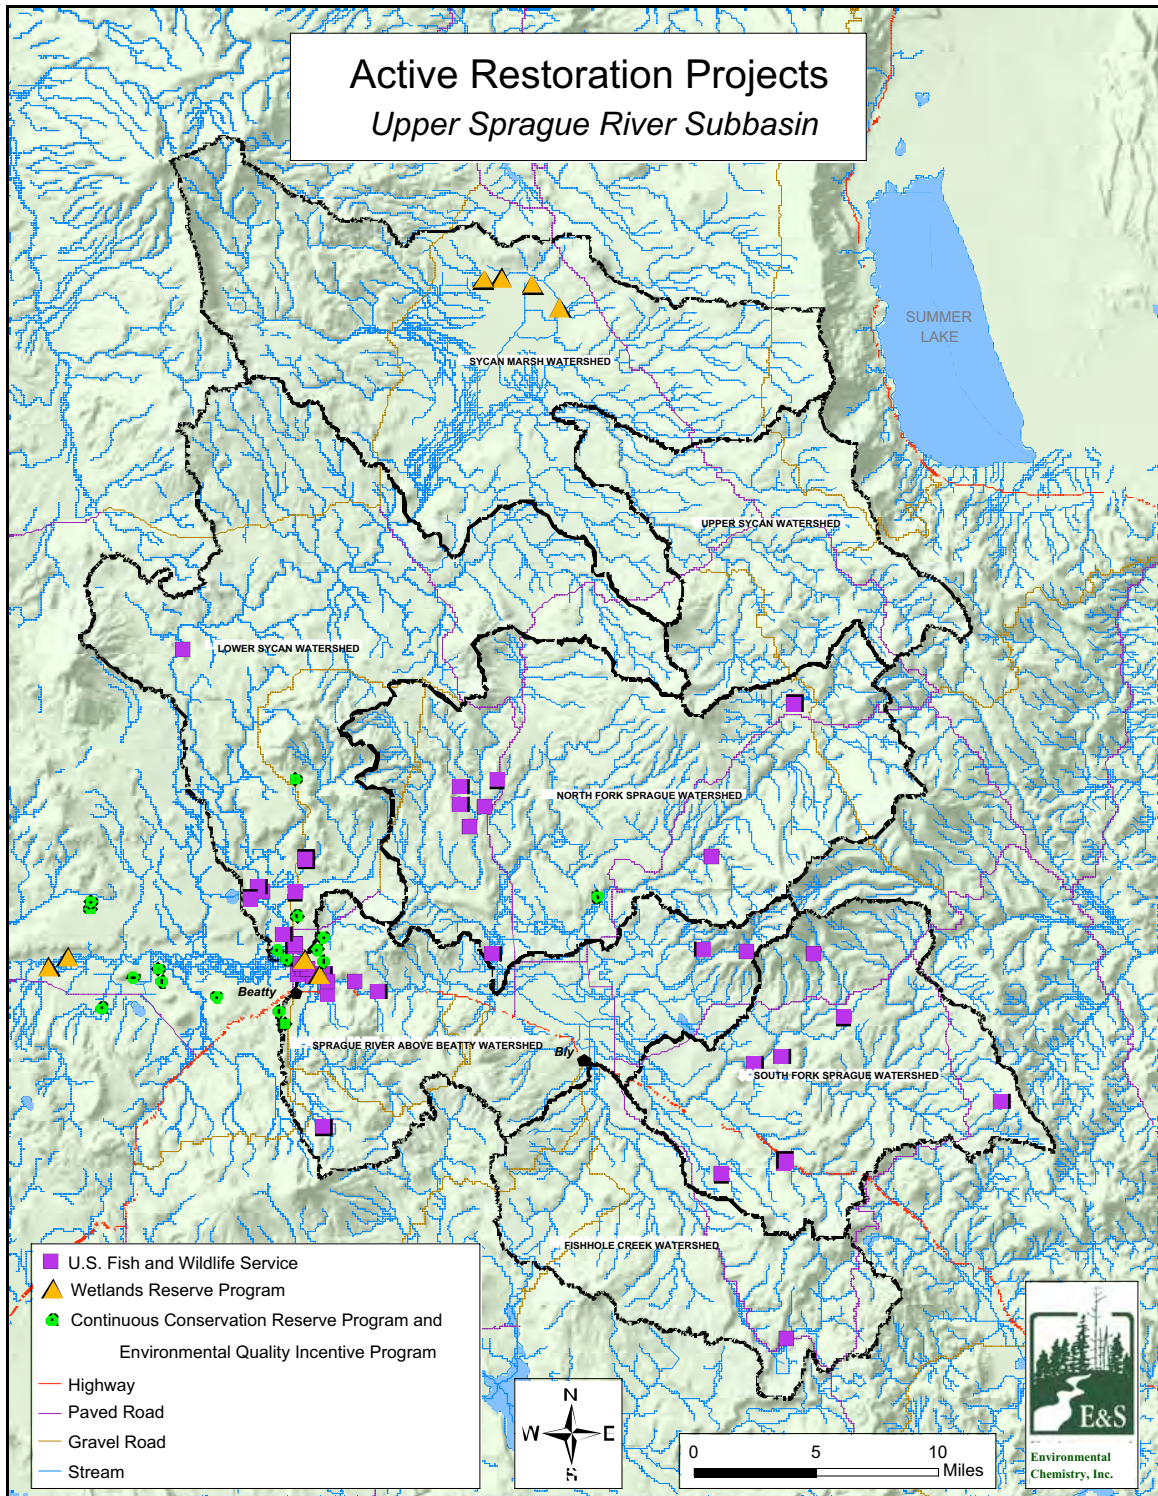 Active Restoration Projects
Upper Sprague River Subbasin
SUMMER
LAKE
SYCAN MARSH WATERSHED
UPPER SYCAN WATERSHED
LOWER SYCAN WATERSHED
NORTH FORK SPRAGUE WATERSHED
Beatty
SPRAGUE RIVER ABOVE BEATTY WATERSHED
Bly
SOUTH FORK SPRAGUE WATERSHED
FISHHOLE CREEK WATERSHED
U.S. Fish and Wildlife Service
Wetlands Reserve Program
Continuous Conservation Reserve Program and
Environmental Quality Incentive Program
Highway
Paved Road
Gravel Road
Stream
N
W E
S
0 5 10
Miles
E&S
Environmental
Chemistry, Inc.